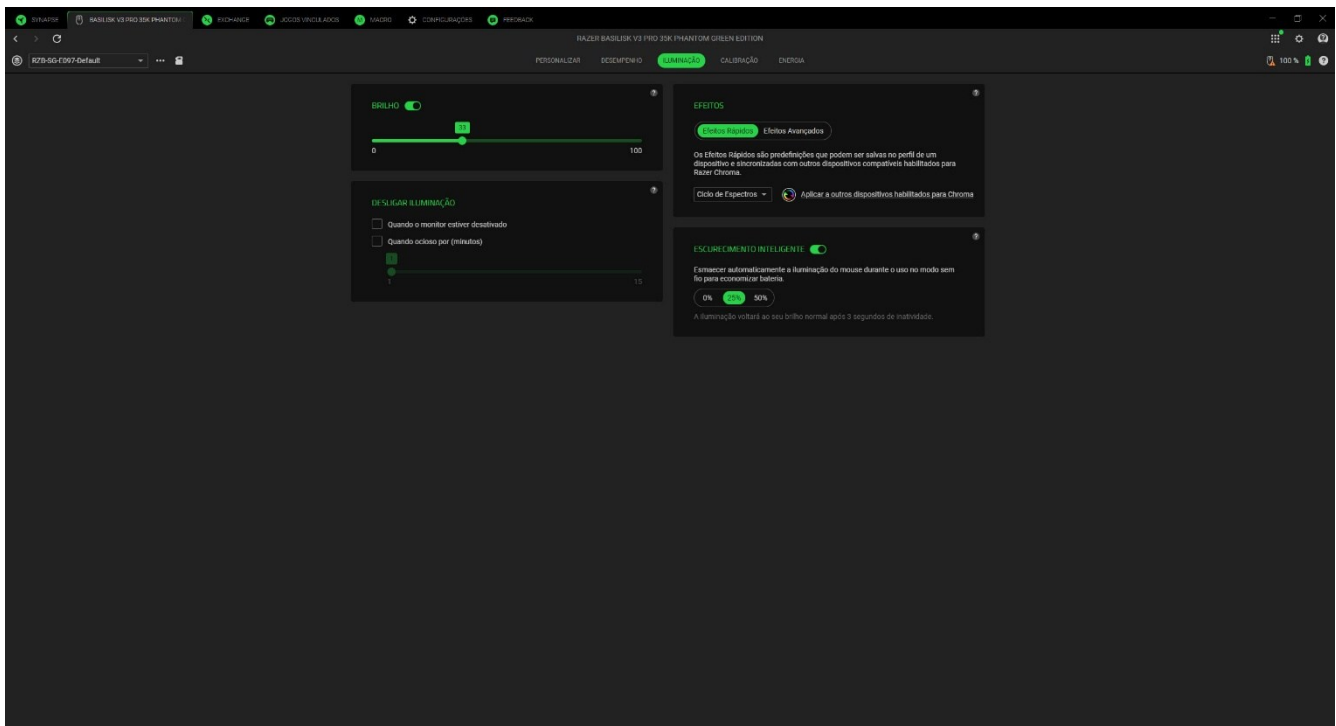 SYNAPSE
BASILISK V3 PRO 35K PHANTOM
EXCHANGE
JOGOS VINCULADOS
MACRO
CONFIGURAÇÕES
FEEDBACK
RAZER BASILISK V3 PRO 35K PHANTOM GREEN EDITION
RZB-SG-E097-Default
PERSONALIZAR
DESEMPENHO
ILUMINAÇÃO
CALIBRAÇÃO
ENERGIA
100 %
BRILHO
33
0
100
DESLIGAR ILUMINAÇÃO
Quando o monitor estiver desativado
Quando ocioso por (minutos)
1
1
15
EFEITOS
Efeitos Rápidos
Efeitos Avançados
Os Efeitos Rápidos são predefinições que podem ser salvas no perfil de um
dispositivo e sincronizadas com outros dispositivos compatíveis habilitados para
Razer Chroma.
Ciclo de Espectros
Aplicar a outros dispositivos habilitados para Chroma
ESCURECIMENTO INTELIGENTE
Esmaecer automaticamente a iluminação do mouse durante o uso no modo sem
fio para economizar bateria.
0%
25%
50%
A iluminação voltará ao seu brilho normal após 3 segundos de inatividade.